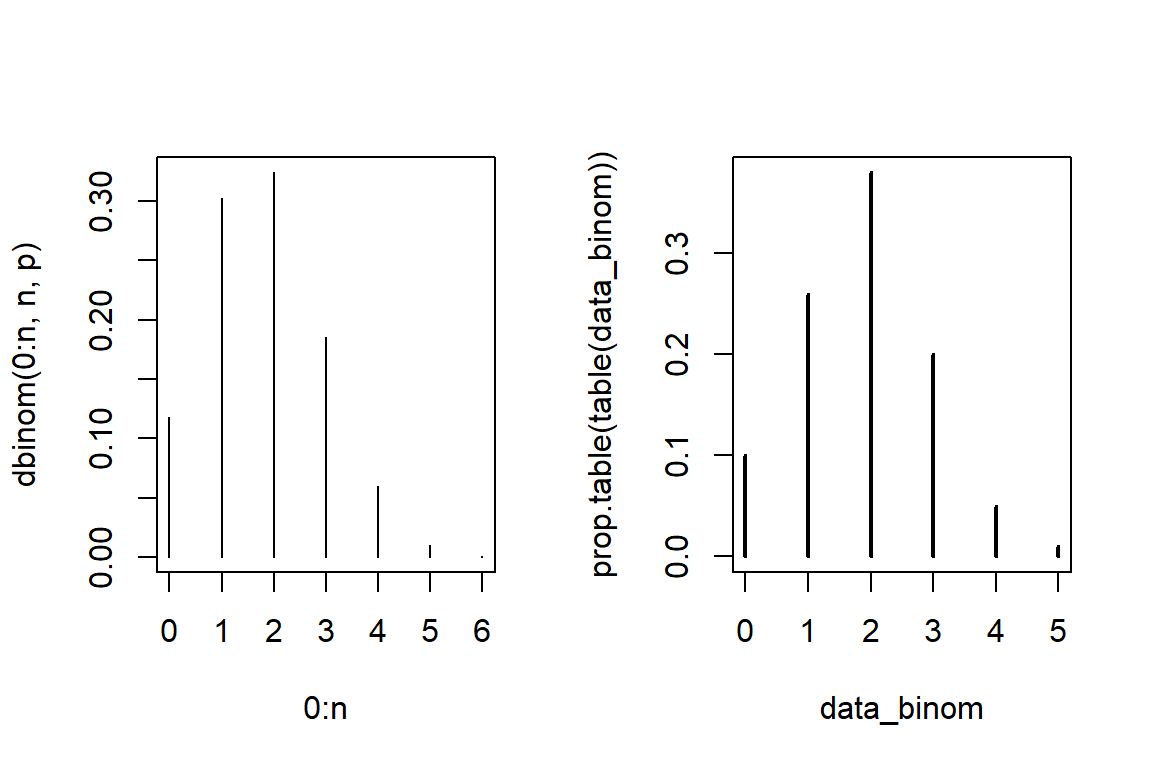 dbinom(0:n, n, p)
0.30
0.20
0.10
0.00
0 1 2 3 4 5 6
0:n
prop.table(table(data_binom))
0.3
0.2
0.1
0.0
0 1 2 3 4 5
data_binom